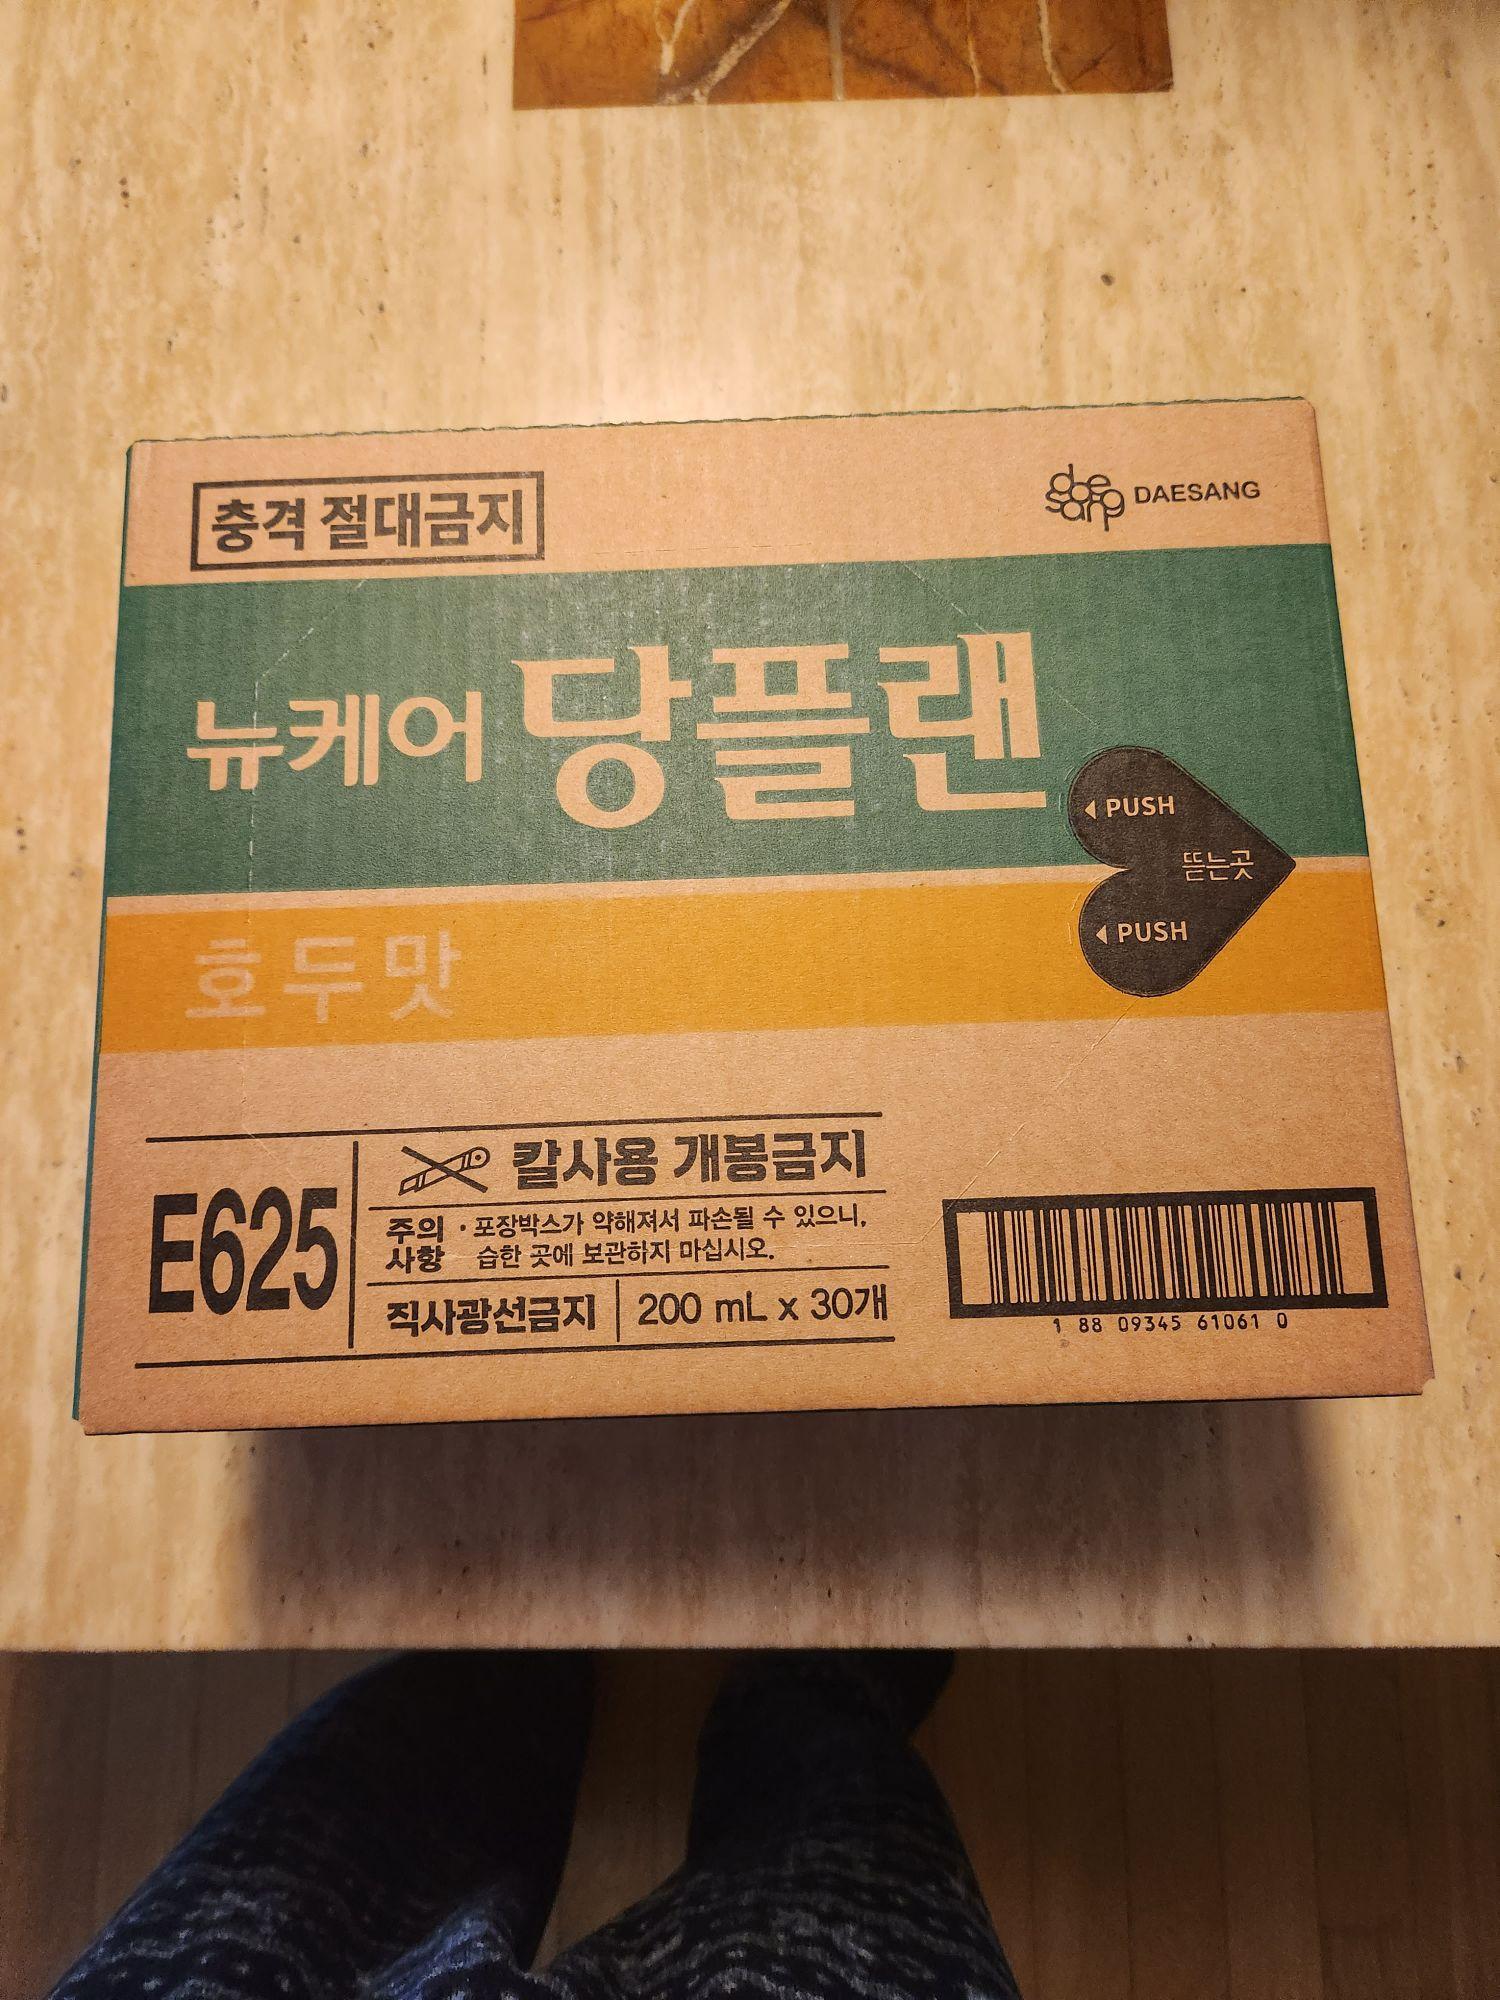 충격 절대금지
daesang DAESANG
뉴케어 당플랜
◀ PUSH
뜯는곳
◀ PUSH
호두맛
E625
칼사용 개봉금지
주의사항 · 포장박스가 약해져서 파손될 수 있으니,
습한 곳에 보관하지 마십시오.
직사광선금지 200 mL x 30개
1 88 09345 61061 0